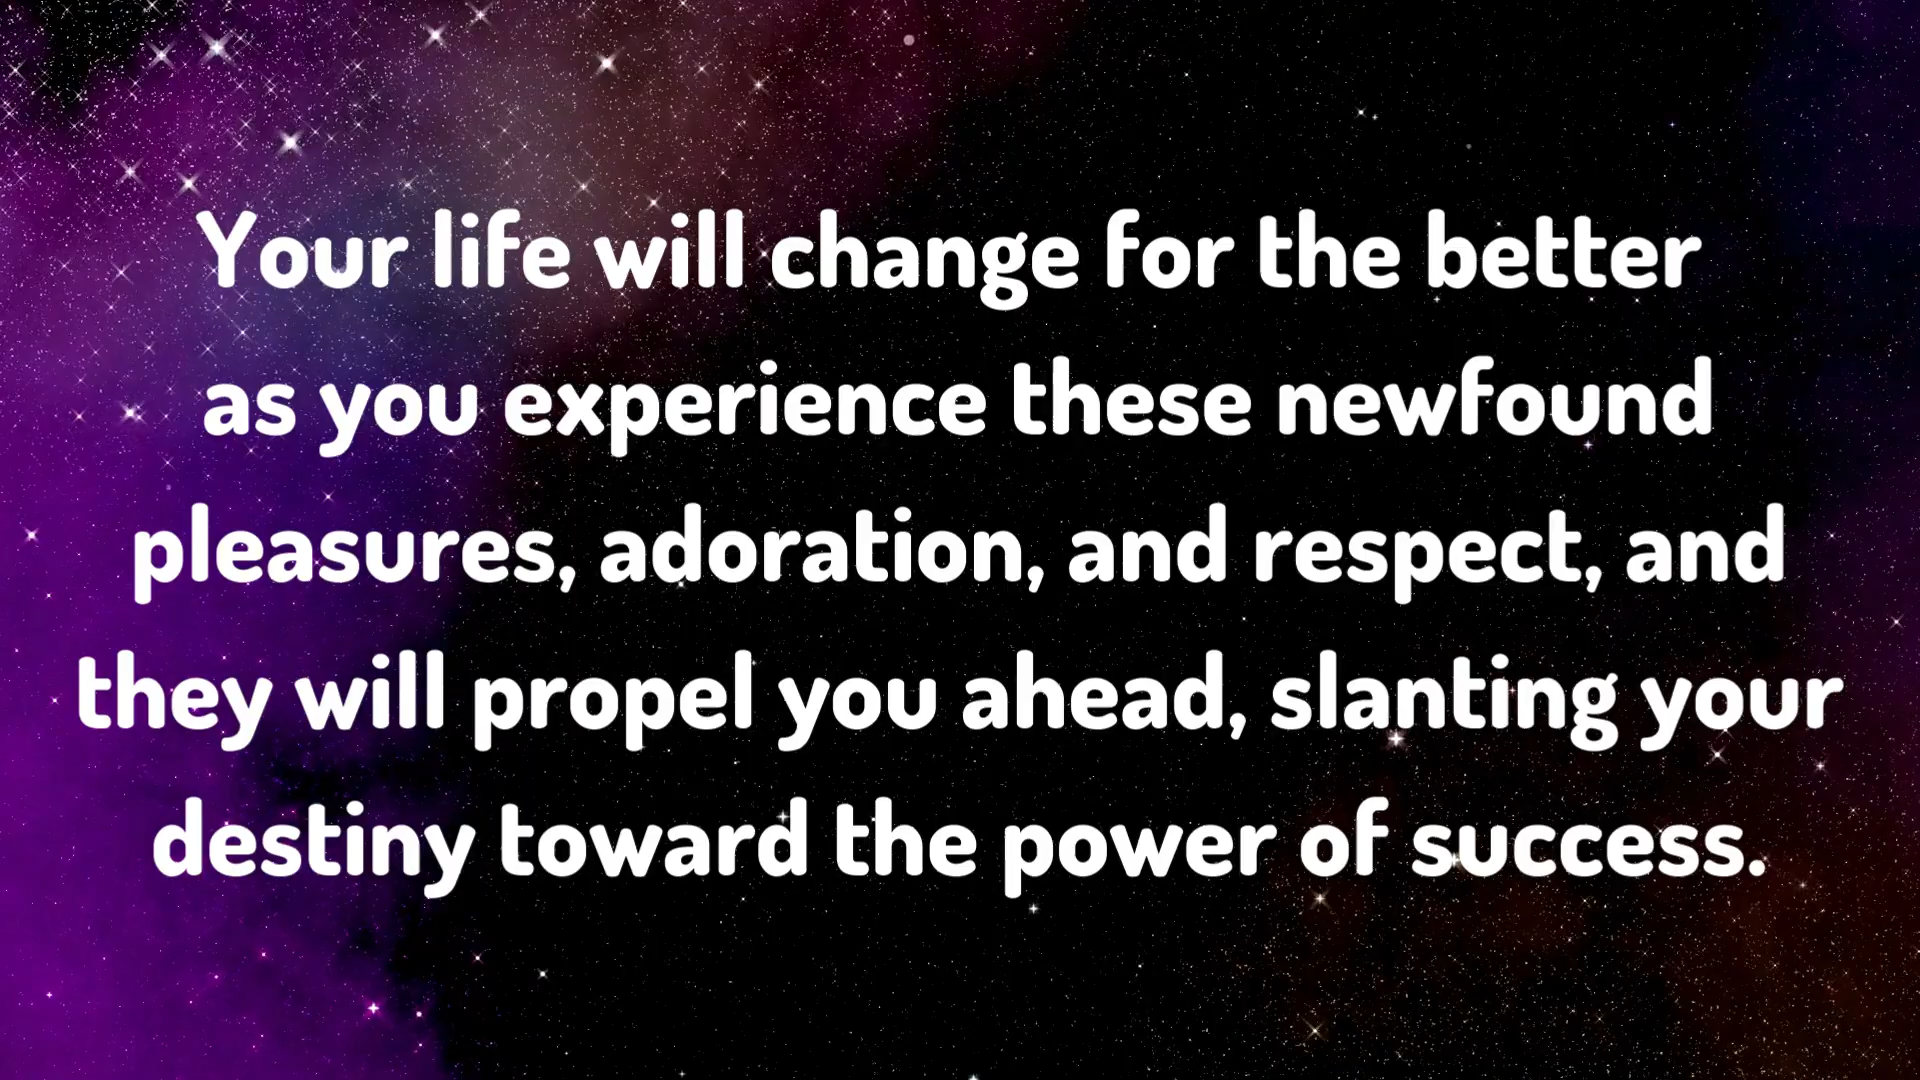 Your life will change for the better
as you experience these newfound
pleasures, adoration, and respect, and
they will propel you ahead, slanting your
destiny toward the power of success.